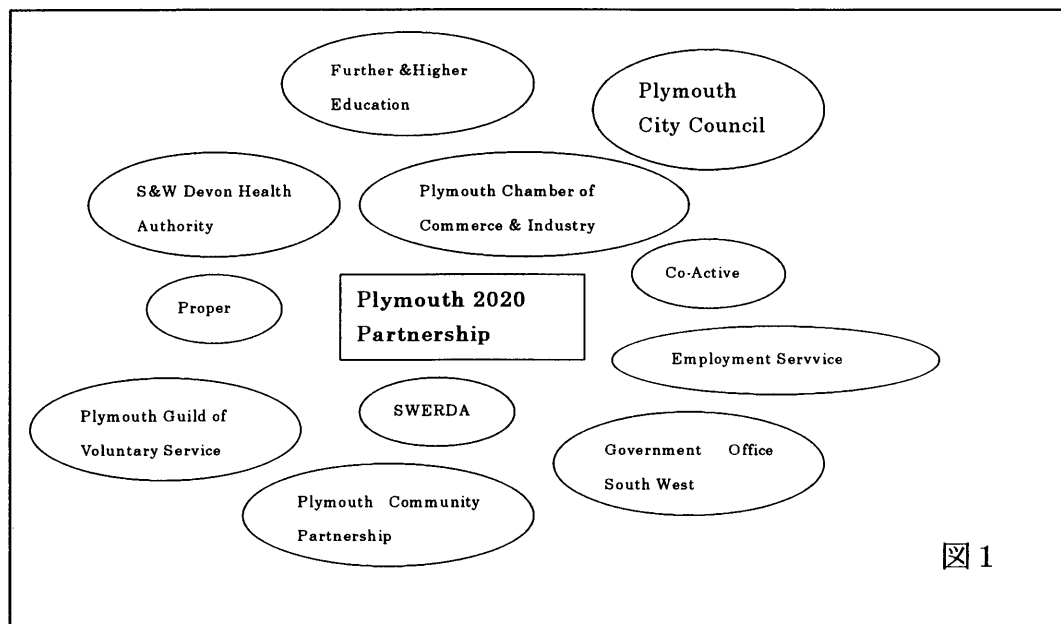 Further &Higher
Education
Plymouth
City Council
S&W Devon Health
Authority
Plymouth Chamber of
Commerce & Industry
Co-Active
Proper
Plymouth 2020
Partnership
Employment Servvice
Plymouth Guild of
Voluntary Service
SWERDA
Government Office
South West
Plymouth Community
Partnership
図1